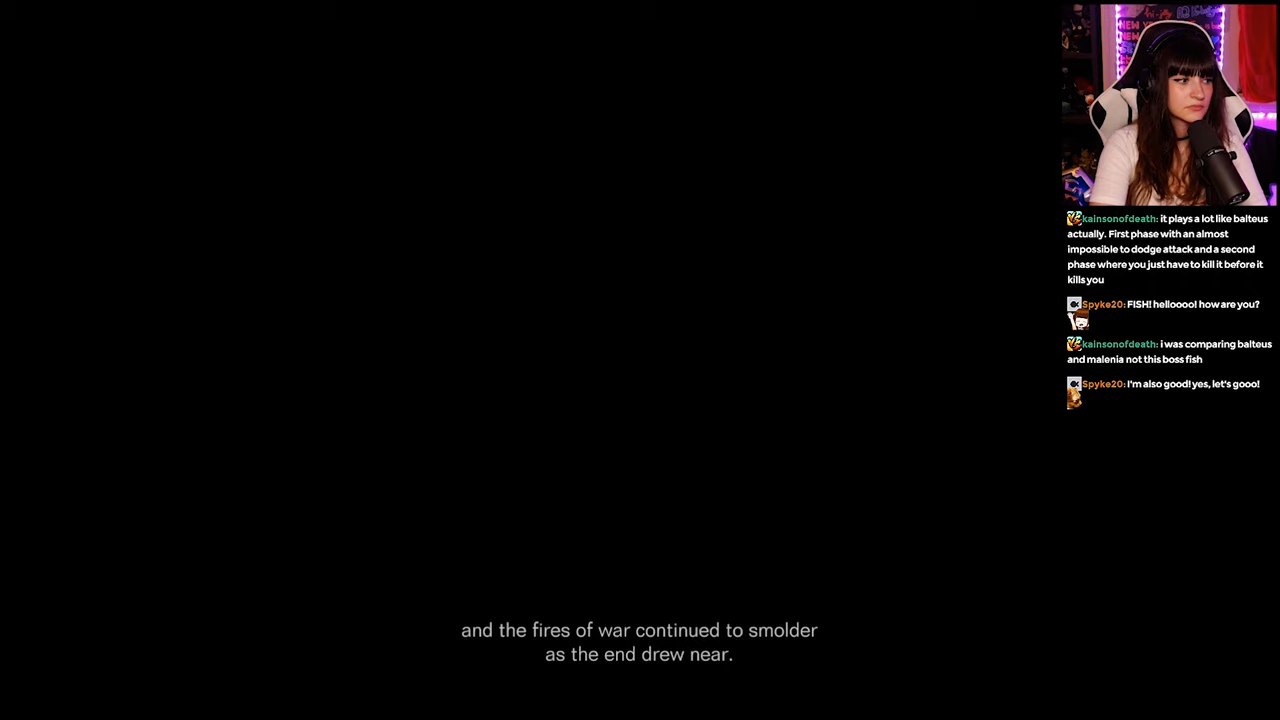 NEW
NEW
kainsonofdeath: it plays a lot like balteus
actually. First phase with an almost
impossible to dodge attack and a second
phase where you just have to kill it before it
kills you
Spyke20: FISH! helloooo! how are you?
kainsonofdeath: i was comparing balteus
and malenia not this boss fish
Spyke20: I'm also good! yes, let's gooo!
and the fires of war continued to smolder
as the end drew near.